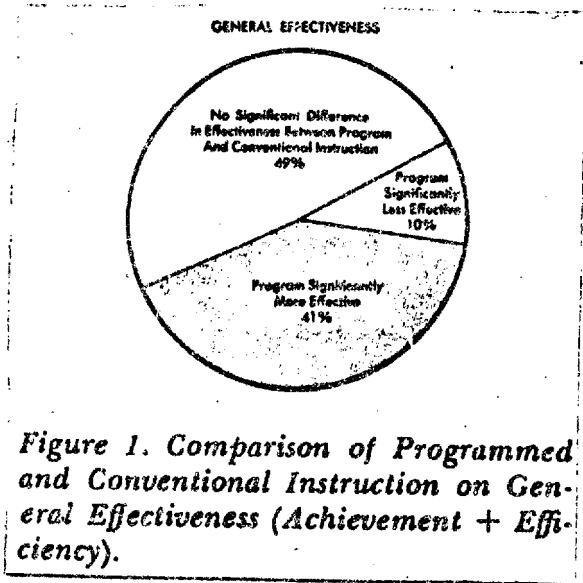 GENERAL EFFECTIVENESS
No Significant Difference
In Effectiveness Between Program
And Conventional Instruction
49%
Program
Significantly
Less Effective
10%
Program Significantly
More Effective
41%
Figure 1. Comparison of Programmed
and Conventional Instruction on Gen-
eral Effectiveness (Achievement + Effi-
ciency).